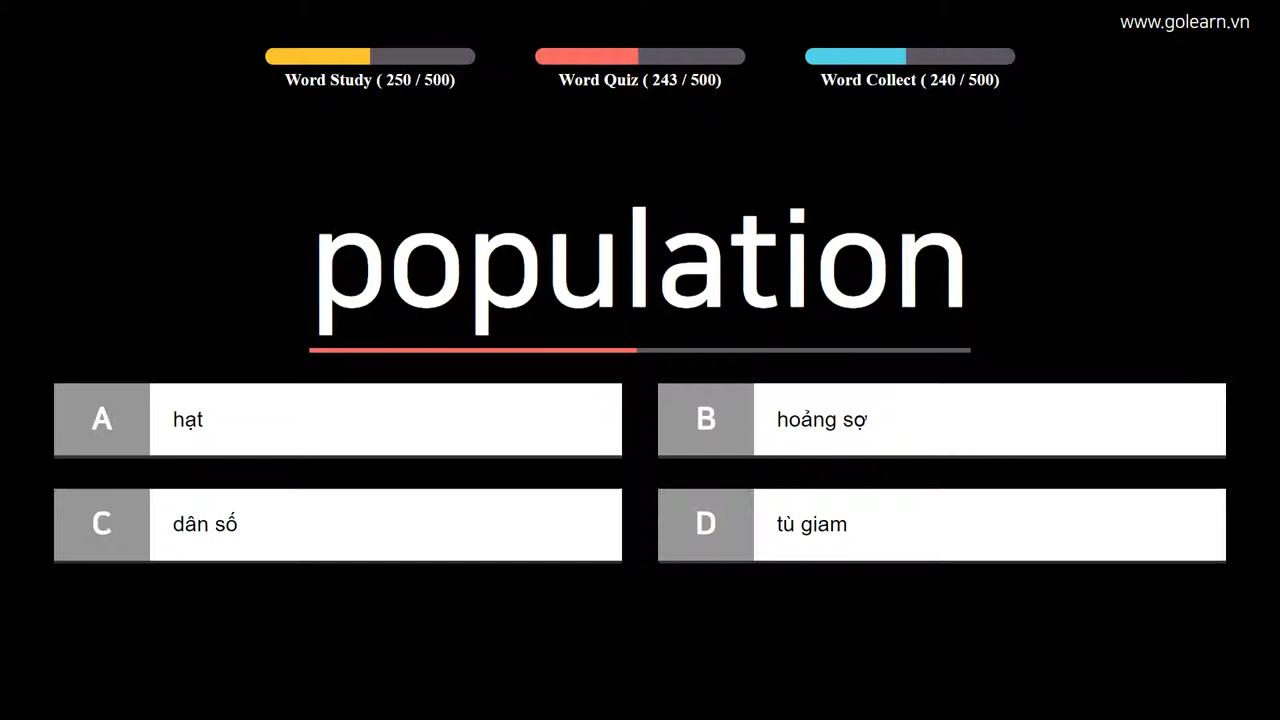 www.golearn.vn
Word Study ( 250 / 500)
Word Quiz ( 243 / 500)
Word Collect ( 240 / 500)
population
A hạt
B hoảng sợ
C dân số
D tù giam